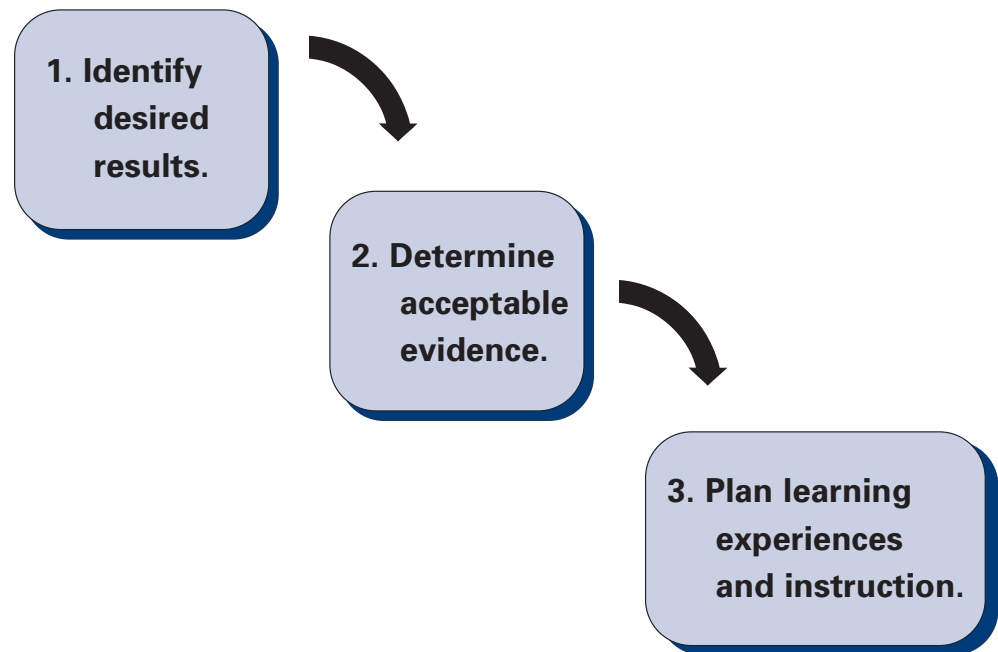 1. Identify
desired
results.
2. Determine
acceptable
evidence.
3. Plan learning
experiences
and instruction.